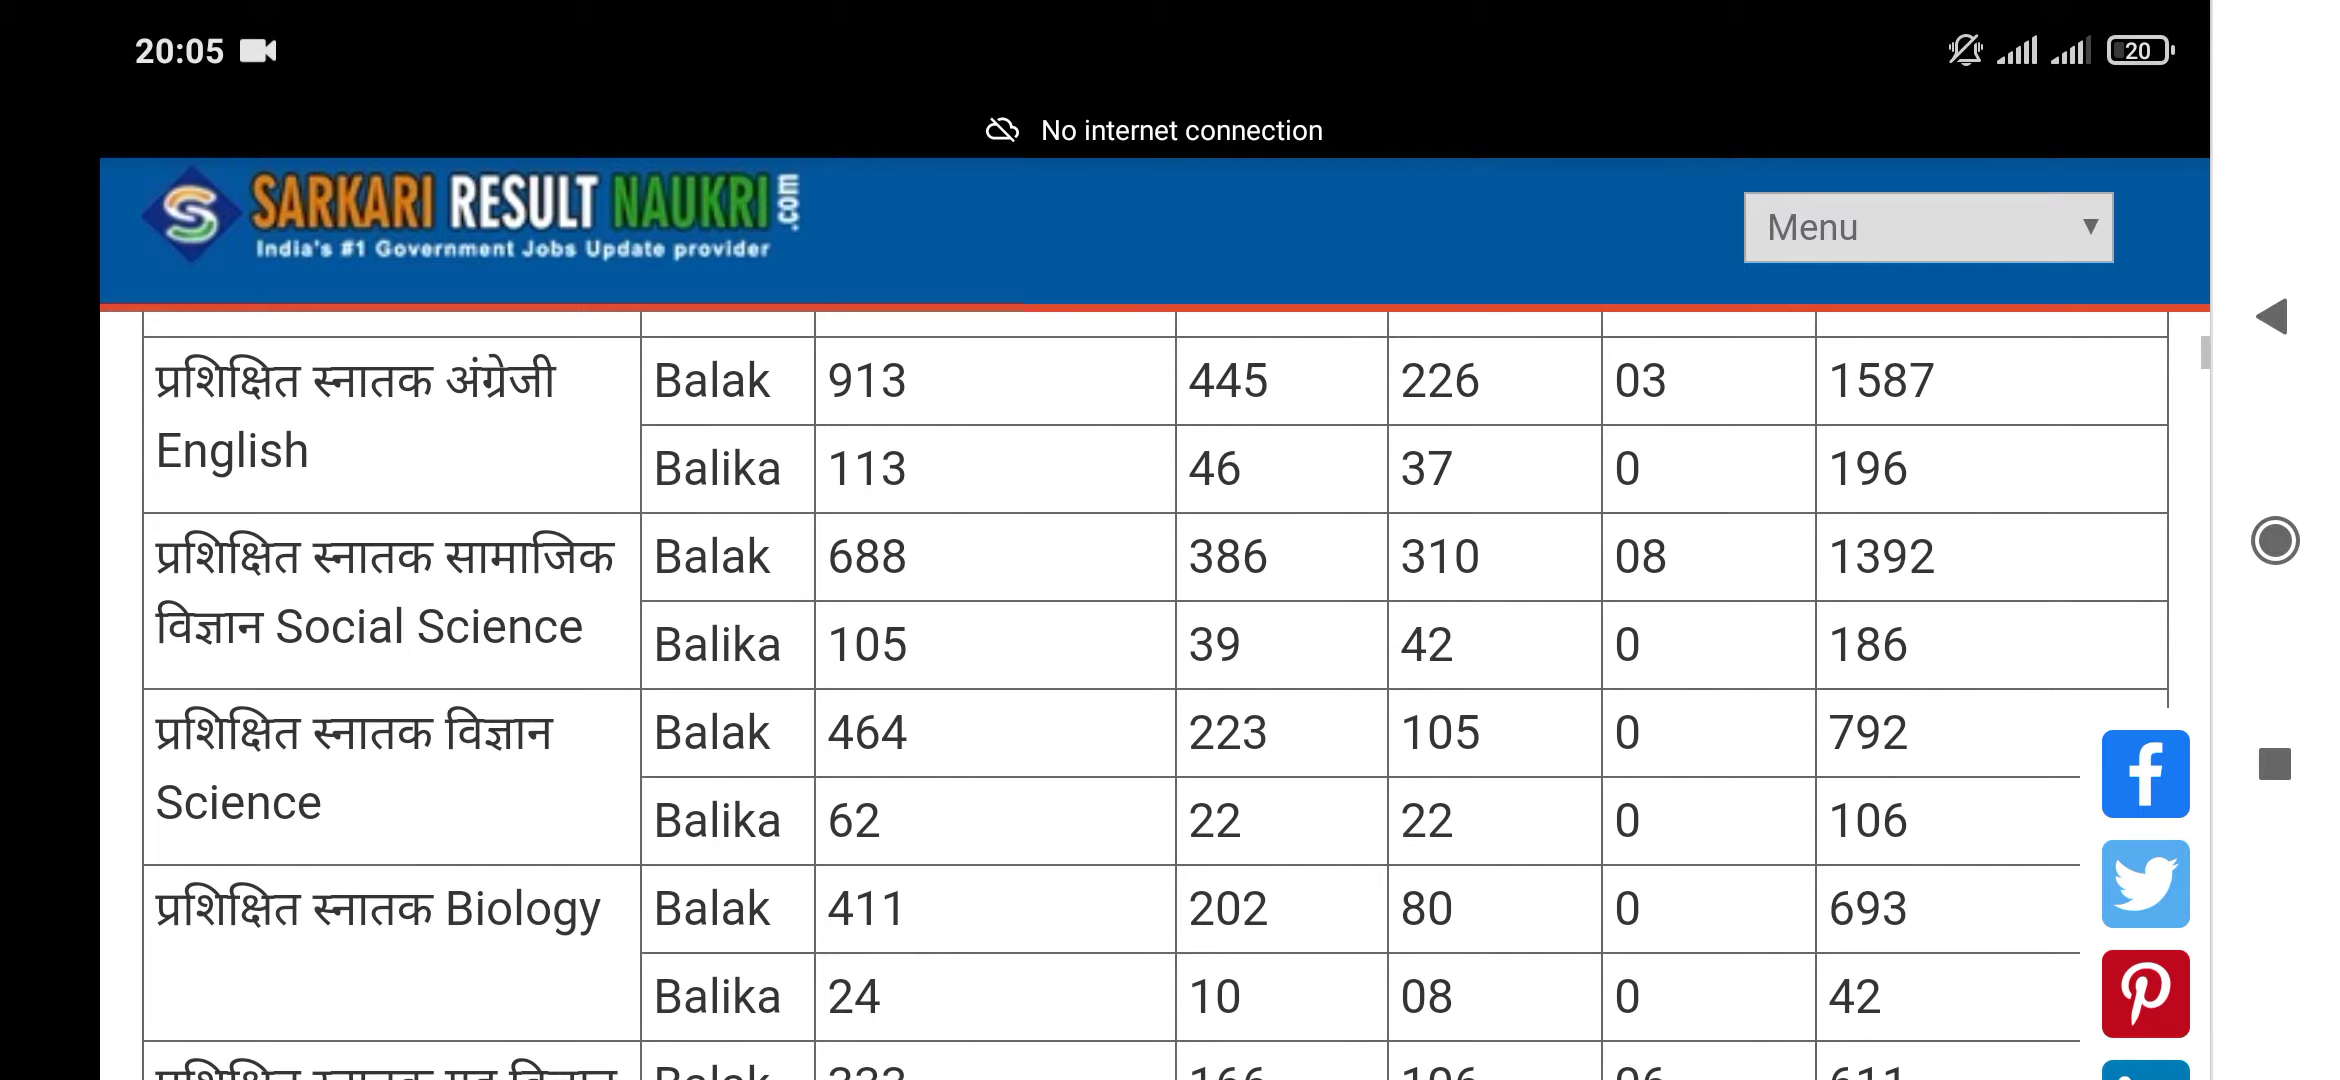 20:05 20
No internet connection
SARKARI RESULT NAUKRI.com
India's #1 Government Jobs Update provider
Menu
प्रशिक्षित स्नातक अंग्रेजी Balak 913 445 226 03 1587
English
Balika 113 46 37 0 196
प्रशिक्षित स्नातक सामाजिक Balak 688 386 310 08 1392
विज्ञान Social Science
Balika 105 39 42 0 186
प्रशिक्षित स्नातक विज्ञान Balak 464 223 105 0 792
Science
Balika 62 22 22 0 106
प्रशिक्षित स्नातक Biology Balak 411 202 80 0 693
Balika 24 10 08 0 42